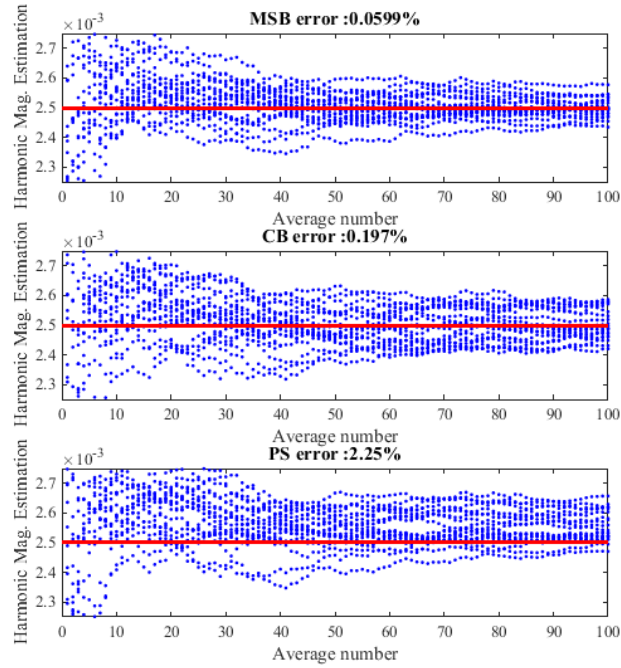 MSB error :0.0599%
×10⁻³
Harmonic Mag. Estimation
2.7
2.6
2.5
2.4
2.3
0 10 20 30 40 50 60 70 80 90 100
Average number
CB error :0.197%
×10⁻³
Harmonic Mag. Estimation
2.7
2.6
2.5
2.4
2.3
0 10 20 30 40 50 60 70 80 90 100
Average number
PS error :2.25%
×10⁻³
Harmonic Mag. Estimation
2.7
2.6
2.5
2.4
2.3
0 10 20 30 40 50 60 70 80 90 100
Average number